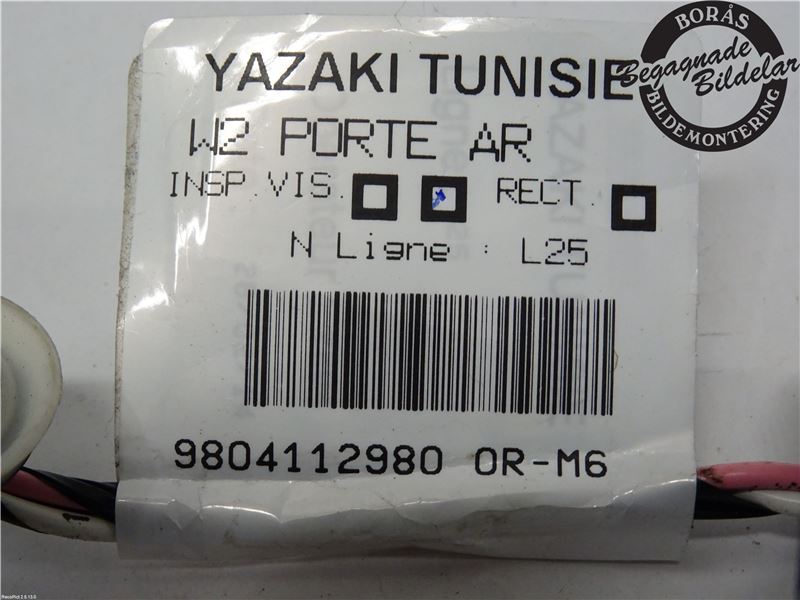 YAZAKI TUNISIE
W2 PORTE AR
INSP.VIS. RECT.
N Ligne : L25
9804112980 0R-M6
BORÅS
Begagnade
Bildelar
BILDEMONTERING